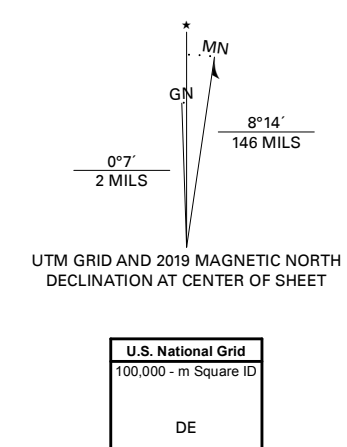 ★
MN
GN
8°14´
146 MILS
0°7´
2 MILS
UTM GRID AND 2019 MAGNETIC NORTH
DECLINATION AT CENTER OF SHEET
U.S. National Grid
100,000 - m Square ID
DE